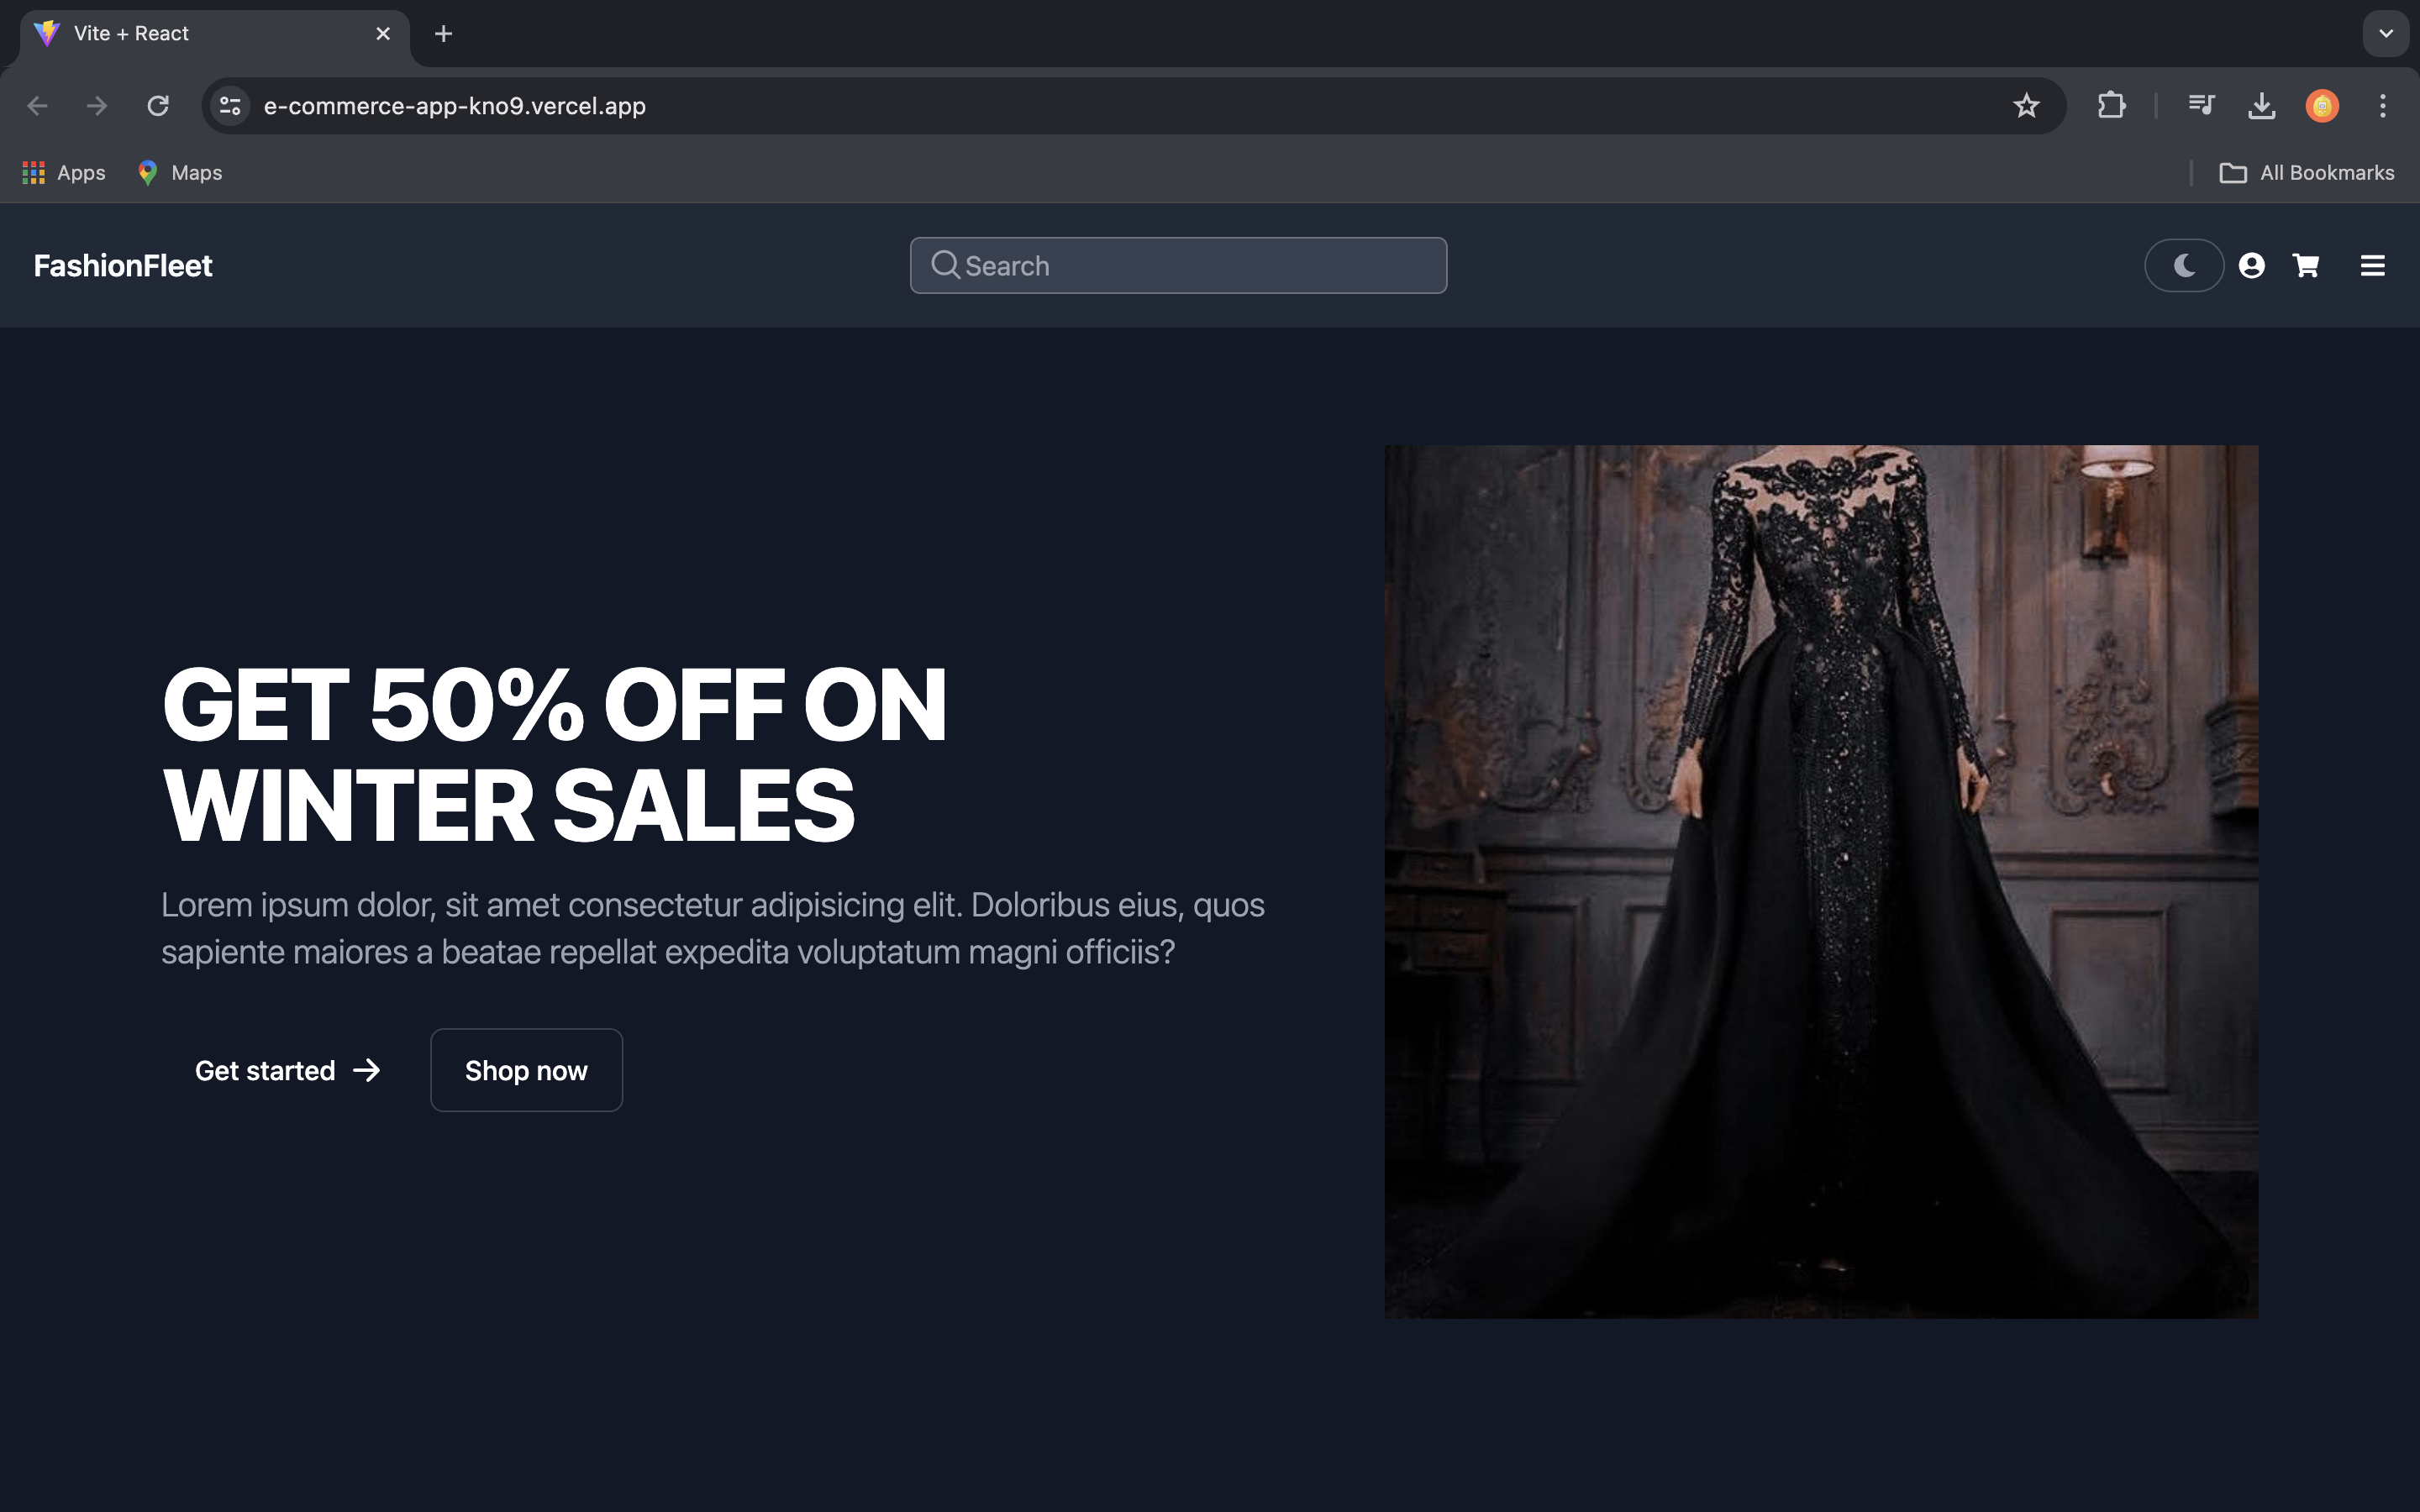 Vite + React
e-commerce-app-kno9.vercel.app
Apps
Maps
All Bookmarks
FashionFleet
Search
GET 50% OFF ON
WINTER SALES
Lorem ipsum dolor, sit amet consectetur adipisicing elit. Doloribus eius, quos
sapiente maiores a beatae repellat expedita voluptatum magni officiis?
Get started
Shop now